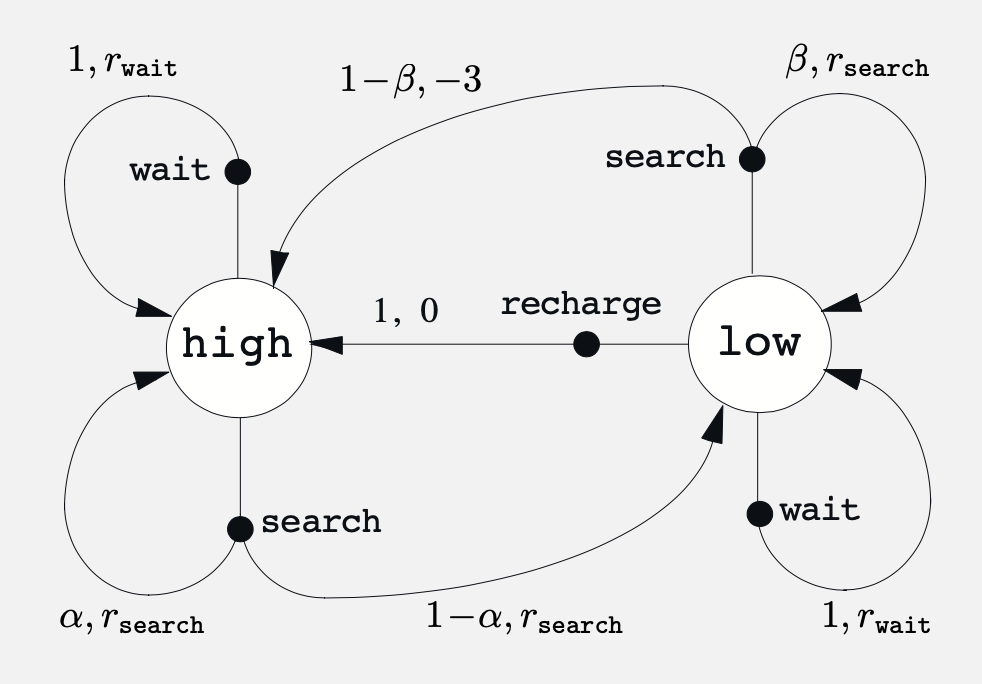 1, r_wait
1−β, −3
β, r_search
wait
search
1, 0
recharge
high
low
search
wait
α, r_search
1−α, r_search
1, r_wait